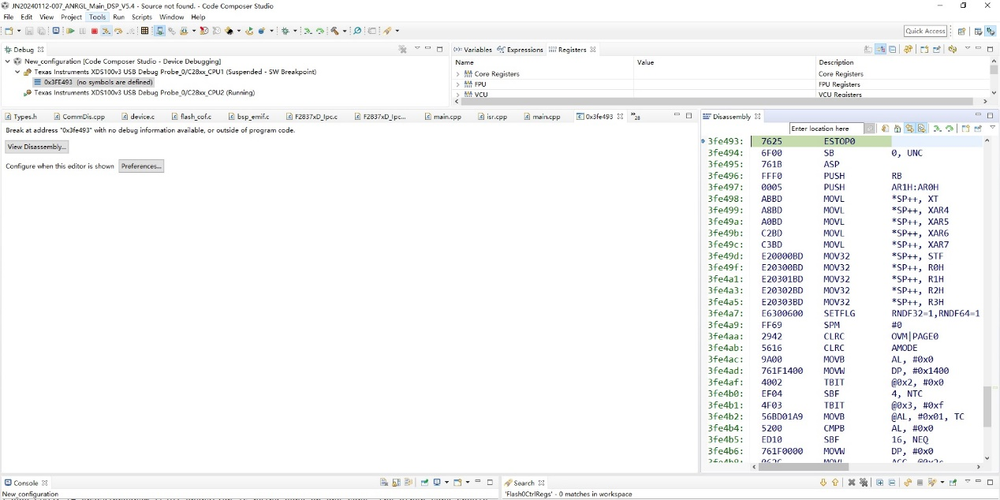 JN20240112-007_ANRGL_Main_DSP_V5.4 - Source not found. - Code Composer Studio
File Edit View Project Tools Run Scripts Window Help
Quick Access
Debug
New_configuration [Code Composer Studio - Device Debugging]
Texas Instruments XDS100v3 USB Debug Probe_0/C28xx_CPU1 (Suspended - SW Breakpoint)
0x3FE493 (no symbols are defined)
Texas Instruments XDS100v3 USB Debug Probe_0/C28xx_CPU2 (Running)
(x)= Variables Expressions Registers
Name Value Description
Core Registers Core Registers
FPU FPU Registers
VCU VCU Registers
Types.h CommDis.cpp device.c flash_cof.c bsp_emif.c F2837xD_Ipc.c F2837xD_Ipc... main.cpp isr.cpp main.cpp 0x3fe493 »28
Break at address "0x3fe493" with no debug information available, or outside of program code.
View Disassembly...
Configure when this editor is shown Preferences...
Disassembly
Enter location here
3fe493: 7625 ESTOP0
3fe494: 6F00 SB 0, UNC
3fe495: 761B ASP
3fe496: FFF0 PUSH RB
3fe497: 0005 PUSH AR1H:AR0H
3fe498: ABBD MOVL *SP++, XT
3fe499: A8BD MOVL *SP++, XAR4
3fe49a: A0BD MOVL *SP++, XAR5
3fe49b: C2BD MOVL *SP++, XAR6
3fe49c: C3BD MOVL *SP++, XAR7
3fe49d: E20000BD MOV32 *SP++, STF
3fe49f: E20300BD MOV32 *SP++, R0H
3fe4a1: E20301BD MOV32 *SP++, R1H
3fe4a3: E20302BD MOV32 *SP++, R2H
3fe4a5: E20303BD MOV32 *SP++, R3H
3fe4a7: E6300600 SETFLG RNDF32=1,RNDF64=1
3fe4a9: FF69 SPM #0
3fe4aa: 2942 CLRC OVM|PAGE0
3fe4ab: 5616 CLRC AMODE
3fe4ac: 9A00 MOVB AL, #0x0
3fe4ad: 761F1400 MOVW DP, #0x1400
3fe4af: 4002 TBIT @0x2, #0x0
3fe4b0: EF04 SBF 4, NTC
3fe4b1: 4F03 TBIT @0x3, #0xf
3fe4b2: 56BD01A9 MOVB @AL, #0x01, TC
3fe4b4: 5200 CMPB AL, #0x0
3fe4b5: ED10 SBF 16, NEQ
3fe4b6: 761F0000 MOVW DP, #0x0
3fe4b8: 062C MOVL ACC, @0x2c
Console
New_configuration
Search
'Flash0CtrlRegs' - 0 matches in workspace